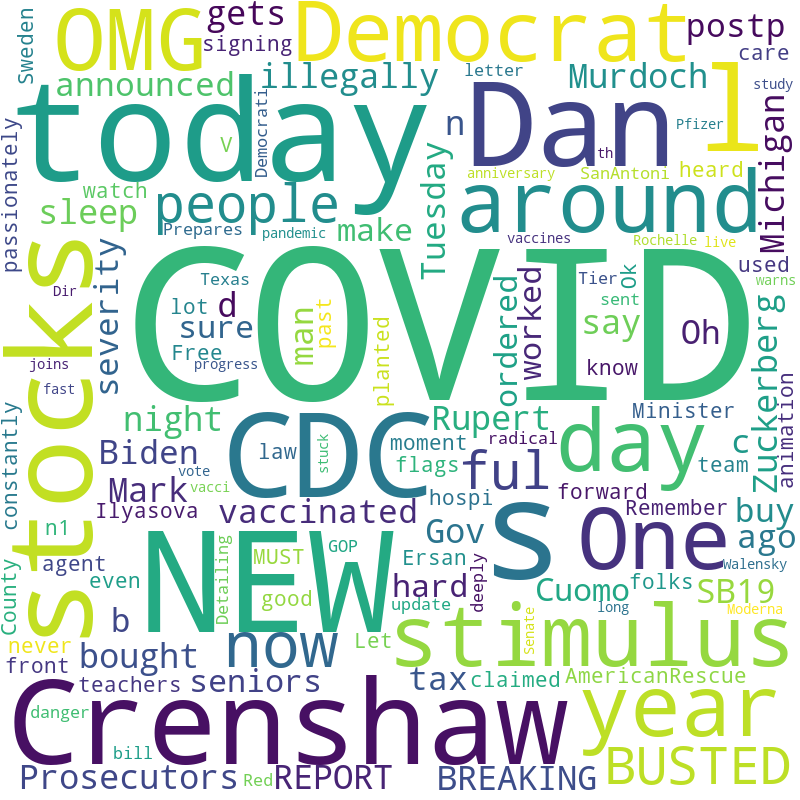 OMG
Democrat
gets
postp
Sweden
signing
care
announced
illegally
letter
Murdoch
study
today
Dan
l
passionately
Democrati
V
n
Pfizer
Michigan
th
watch
people
anniversary
SanAntoni
heard
sleep
around
Prepares
pandemic
make
Tuesday
vaccines
Rochelle
live
stocks
severity
COVID
Texas
Tier
Ok
used
warns
Dir
lot
d
sure
man
past
ordered
worked
sent
say
Oh
Zuckerberg
Free
planted
joins
progress
know
fast
animation
constantly
night
CDC
Rupert
Minister
day
c
Biden
law
stuck
moment
radical
team
vote
flags
ful
Mark
vacci
hospi
forward
Remember
buy
Ilyasova
vaccinated
s
One
n1
Gov
ago
NEW
GOP
agent
MUST
Ersan
Walensky
County
even
Detailing
hard
deeply
Cuomo
folks
SB19
b
good
update
long
Moderna
never
now
Let
stimulus
Senate
front
bought
teachers
seniors
tax
claimed
AmericanRescue
Crenshaw
year
danger
bill
BUSTED
Prosecutors
Red
REPORT
BREAKING